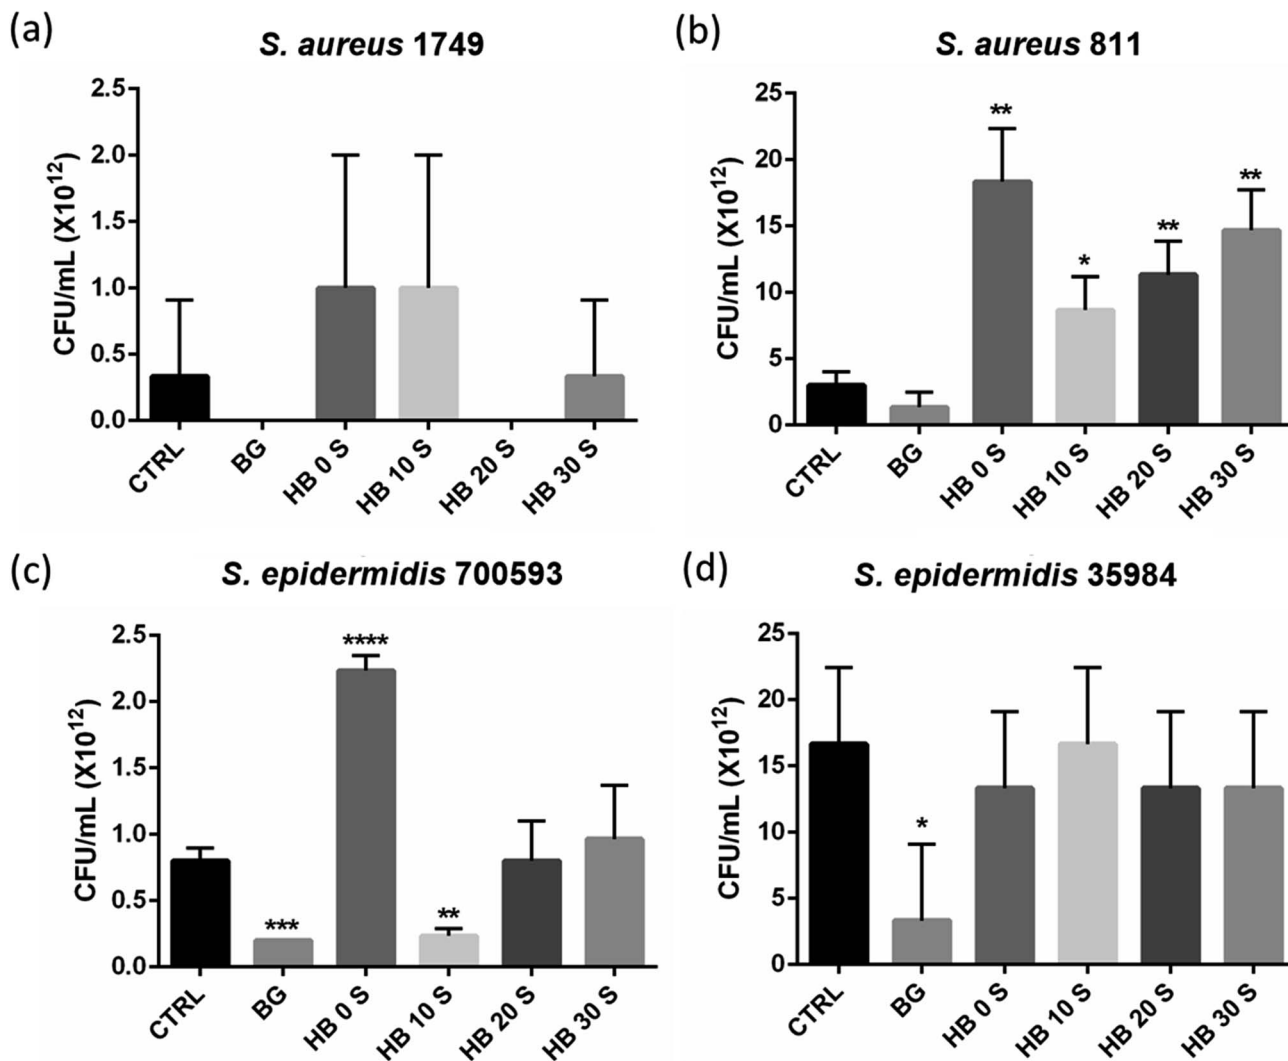 (a)
S. aureus 1749
CFU/mL (X10¹²)
2.5
2.0
1.5
1.0
0.5
0.0
CTRL
BG
HB 0 S
HB 10 S
HB 20 S
HB 30 S
(b)
S. aureus 811
CFU/mL (X10¹²)
25
20
15
10
5
0
**
*
**
**
CTRL
BG
HB 0 S
HB 10 S
HB 20 S
HB 30 S
(c)
S. epidermidis 700593
CFU/mL (X10¹²)
2.5
2.0
1.5
1.0
0.5
0.0
***
****
**
CTRL
BG
HB 0 S
HB 10 S
HB 20 S
HB 30 S
(d)
S. epidermidis 35984
CFU/mL (X10¹²)
25
20
15
10
5
0
*
CTRL
BG
HB 0 S
HB 10 S
HB 20 S
HB 30 S